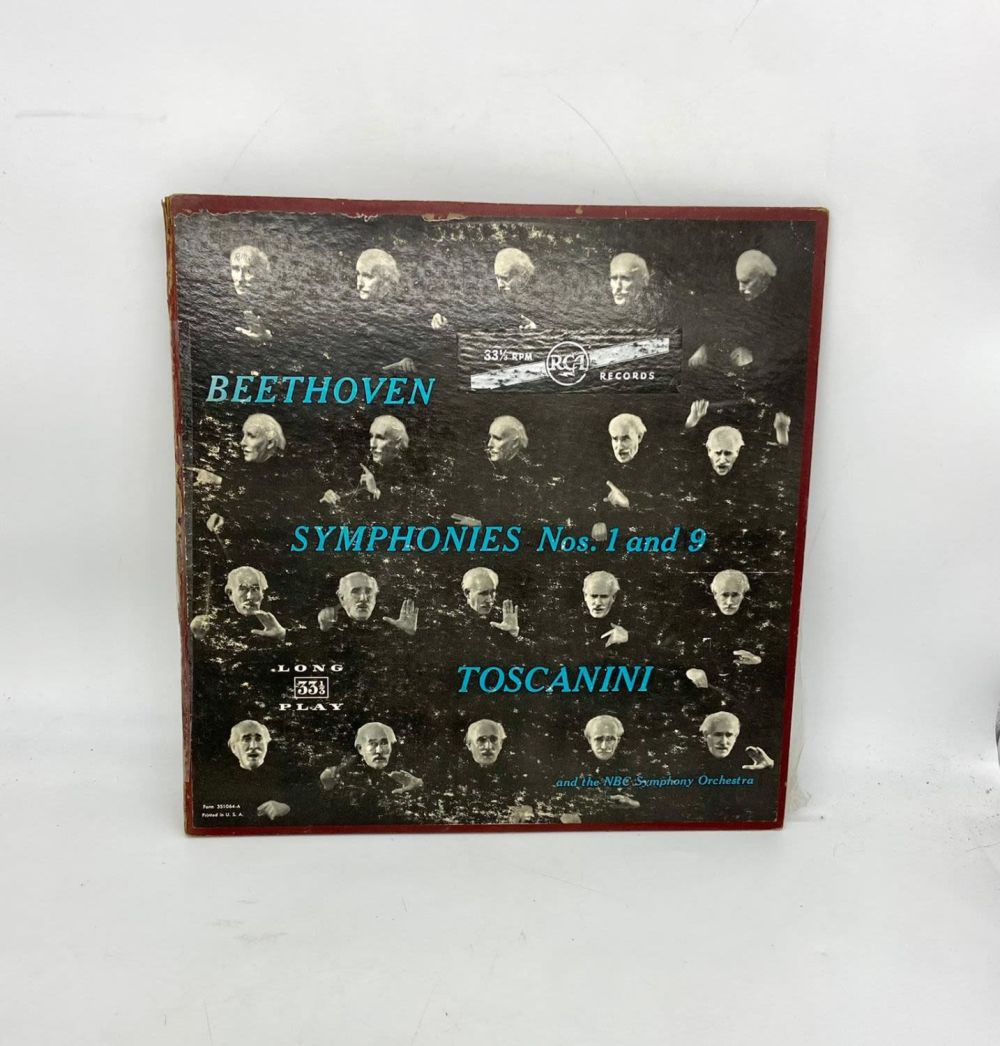 33⅓ RPM RCA RECORDS
BEETHOVEN
SYMPHONIES Nos. 1 and 9
LONG
33⅓
PLAY
TOSCANINI
and the NBC Symphony Orchestra
Form 351064-A
Printed in U. S. A.